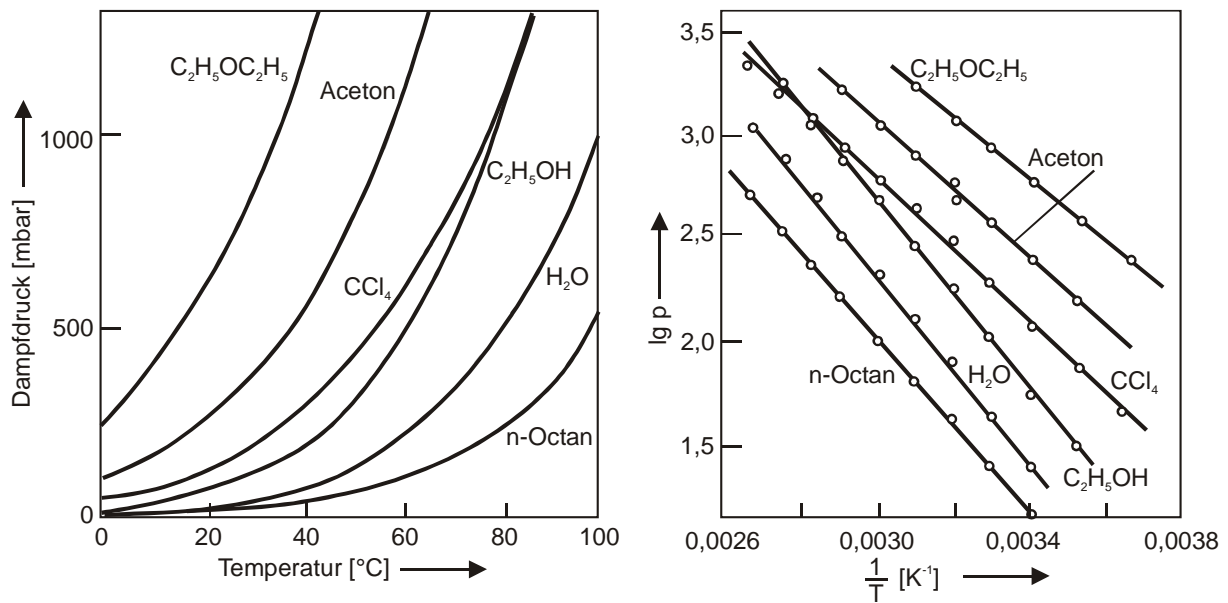 Dampfdruck [mbar]
1000
500
0
C₂H₅OC₂H₅
Aceton
C₂H₅OH
CCl₄
H₂O
n-Octan
0 20 40 60 80 100
Temperatur [°C]
lg p
3,5
3,0
2,5
2,0
1,5
C₂H₅OC₂H₅
Aceton
n-Octan
H₂O
CCl₄
C₂H₅OH
0,0026 0,0030 0,0034 0,0038
1/T [K⁻¹]